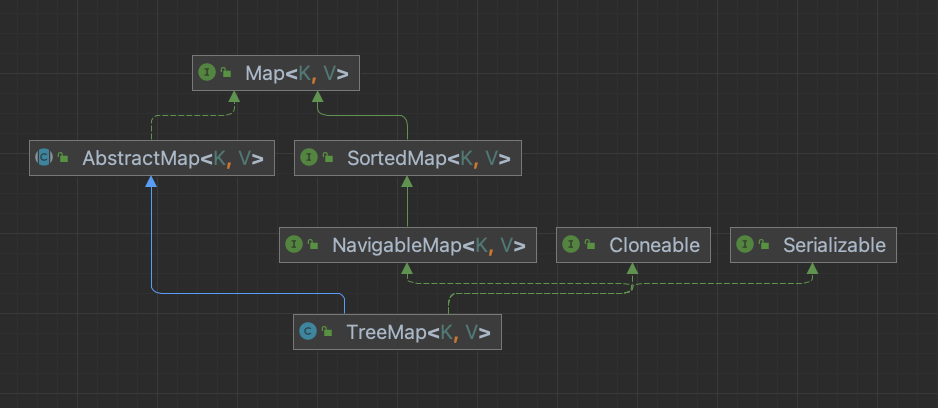 I Map<K, V>
C AbstractMap<K, V>
I SortedMap<K, V>
I NavigableMap<K, V>
I Cloneable
I Serializable
C TreeMap<K, V>